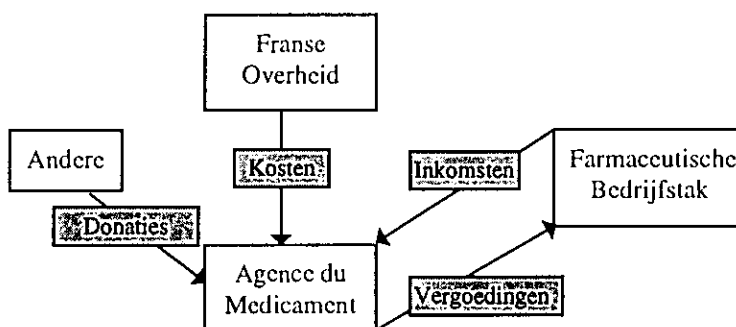 Franse
Overheid
Andere
Kosten
Inkomsten
Farmaceutische
Bedrijfstak
Donaties
Agence du
Medicament
Vergoedingen